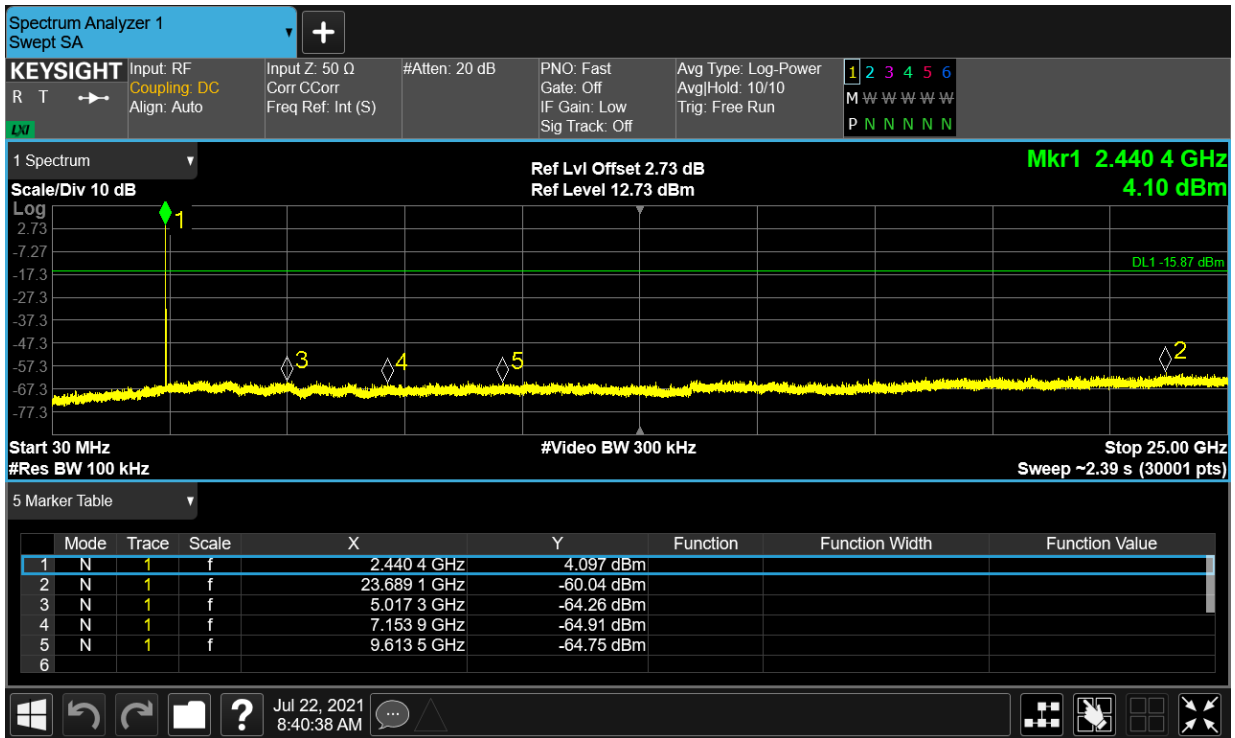 Spectrum Analyzer 1
Swept SA
▼
+
KEYSIGHT
R T
LXI
Input: RF
Coupling: DC
Align: Auto
Input Z: 50 Ω
Corr CCorr
Freq Ref: Int (S)
#Atten: 20 dB
PNO: Fast
Gate: Off
IF Gain: Low
Sig Track: Off
Avg Type: Log-Power
Avg|Hold: 10/10
Trig: Free Run
1 2 3 4 5 6
M W W W W W
P N N N N N
1 Spectrum ▼
Scale/Div 10 dB
Ref Lvl Offset 2.73 dB
Ref Level 12.73 dBm
Mkr1 2.440 4 GHz
4.10 dBm
Log
2.73
-7.27
-17.3
-27.3
-37.3
-47.3
-57.3
-67.3
-77.3
1
DL1 -15.87 dBm
3
4
5
2
Start 30 MHz
#Res BW 100 kHz
#Video BW 300 kHz
Stop 25.00 GHz
Sweep ~2.39 s (30001 pts)
5 Marker Table ▼
Mode Trace Scale X Y Function Function Width Function Value
1 N 1 f 2.440 4 GHz 4.097 dBm
2 N 1 f 23.689 1 GHz -60.04 dBm
3 N 1 f 5.017 3 GHz -64.26 dBm
4 N 1 f 7.153 9 GHz -64.91 dBm
5 N 1 f 9.613 5 GHz -64.75 dBm
6
?
Jul 22, 2021
8:40:38 AM